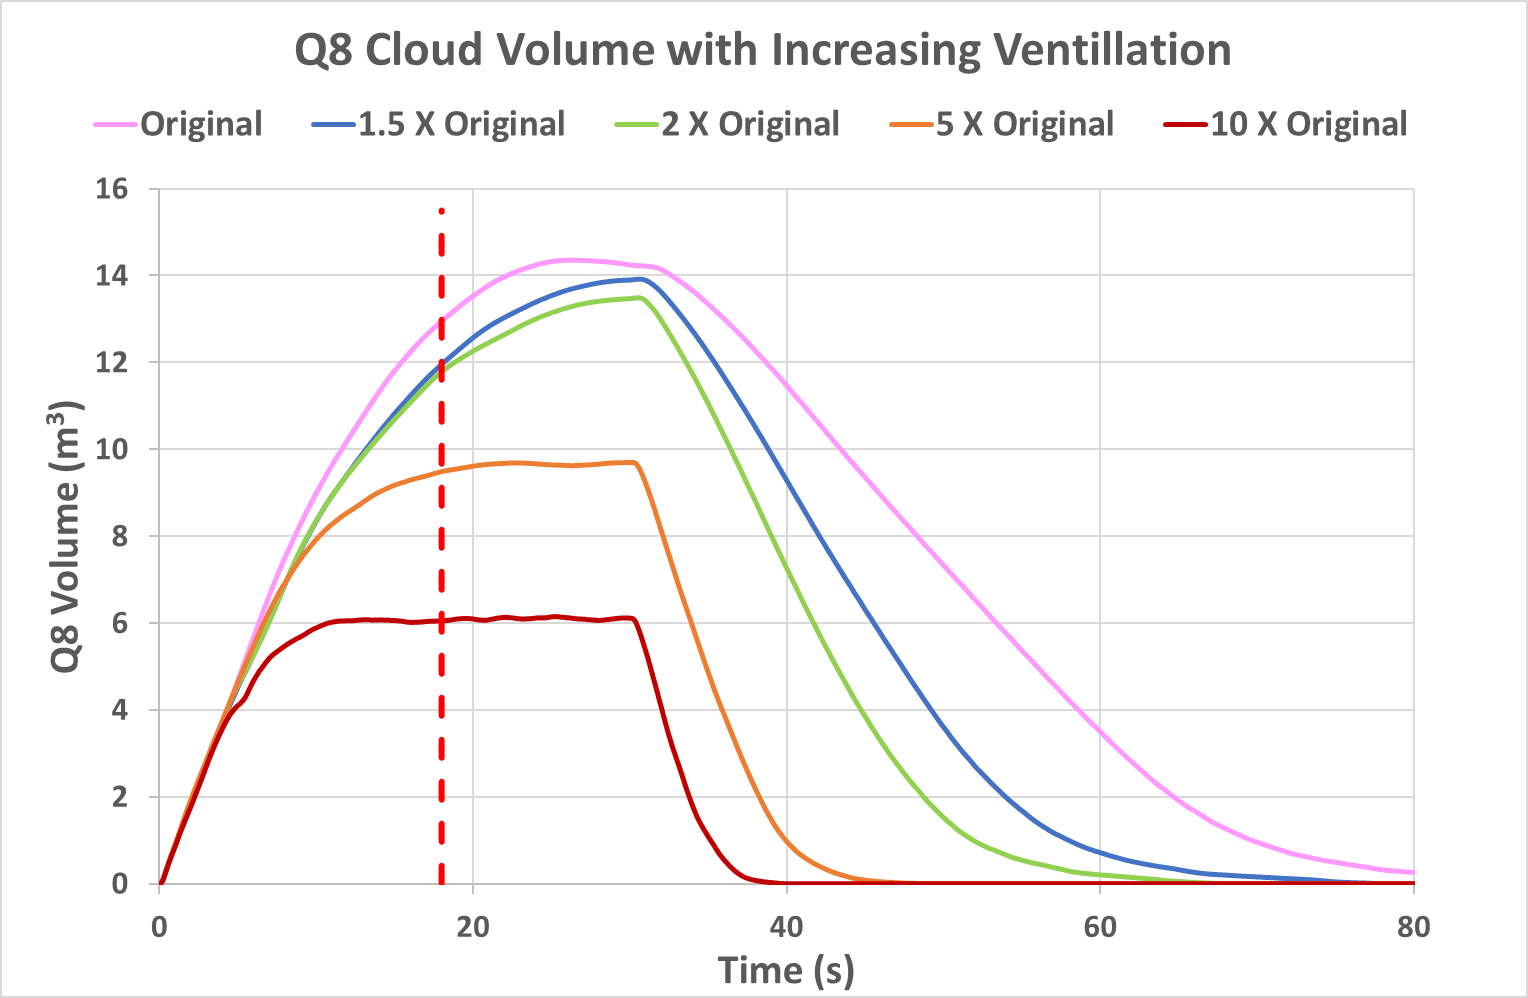 Q8 Cloud Volume with Increasing Ventillation
Original 1.5 X Original 2 X Original 5 X Original 10 X Original
16
14
12
10
8
6
4
2
0
Q8 Volume (m³)
0 20 40 60 80
Time (s)